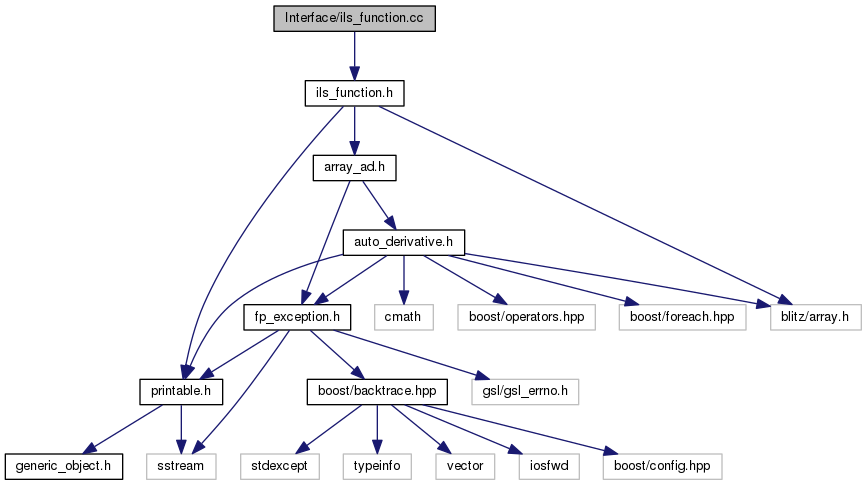 Interface/ils_function.cc
ils_function.h
array_ad.h
auto_derivative.h
fp_exception.h
cmath
boost/operators.hpp
boost/foreach.hpp
blitz/array.h
printable.h
boost/backtrace.hpp
gsl/gsl_errno.h
generic_object.h
sstream
stdexcept
typeinfo
vector
iosfwd
boost/config.hpp